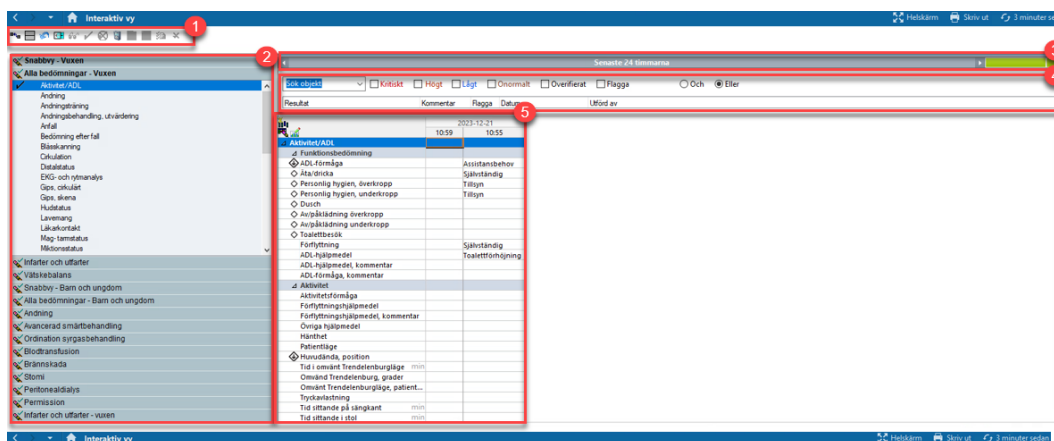 Interaktiv vy
Helskärm Skriv ut 3 minuter se
1
2
3
4
5
Snabbvy - Vuxen
Alla bedömningar - Vuxen
Aktivitet/ADL
Andning
Andningsträning
Andningsbehandling, utvärdering
Anfall
Bedömning efter fall
Blåsskanning
Cirkulation
Distalstatus
EKG- och rytmanalys
Gips, cirkulärt
Gips, skena
Hudstatus
Lavemang
Läkarkontakt
Mag- tarmstatus
Miktionsstatus
Infarter och utfarter
Vätskebalans
Snabbvy - Barn och ungdom
Alla bedömningar - Barn och ungdom
Andning
Avancerad smärtbehandling
Ordination syrgasbehandling
Blodtransfusion
Brännskada
Stomi
Peritonealdialys
Permission
Infarter och utfarter - vuxen
Senaste 24 timmarna
Sök objekt Kritiskt Högt Lågt Onormalt Overifierat Flagga Och Eller
Resultat Kommentar Flagga Datum Utförd av
2023-12-21
10:59 10:55
Aktivitet/ADL
Funktionsbedömning
ADL-förmåga Assistansbehov
Äta/dricka Självständig
Personlig hygien, överkropp Tillsyn
Personlig hygien, underkropp Tillsyn
Dusch
Av/påklädning överkropp
Av/påklädning underkropp
Toalettbesök
Förflyttning Självständig
ADL-hjälpmedel Toalettförhöjning
ADL-hjälpmedel, kommentar
ADL-förmåga, kommentar
Aktivitet
Aktivitetsförmåga
Förflyttningshjälpmedel
Förflyttningshjälpmedel, kommentar
Övriga hjälpmedel
Hänthet
Patientläge
Huvudända, position
Tid i omvänt Trendelenburgläge min
Omvänd Trendelenburg, grader
Omvänt Trendelenburgläge, patient...
Tryckavlastning
Tid sittande på sängkant min
Tid sittande i stol min
Interaktiv vy
Helskärm Skriv ut 3 minuter sedan